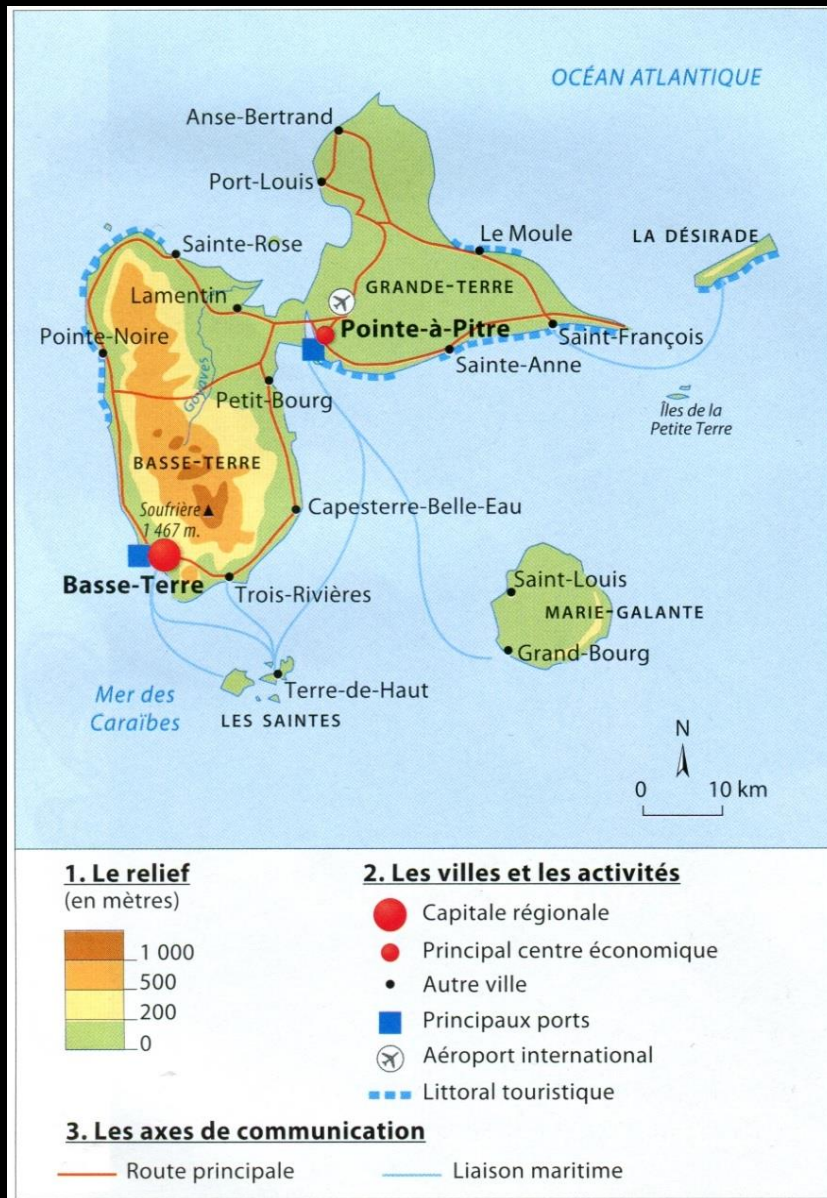 OCÉAN ATLANTIQUE
Anse-Bertrand
Port-Louis
Sainte-Rose
Le Moule
LA DÉSIRADE
Lamentin
GRANDE-TERRE
Pointe-à-Pitre
Saint-François
Pointe-Noire
Sainte-Anne
Goyaves
Petit-Bourg
Îles de la
Petite Terre
BASSE-TERRE
Soufrière
1 467 m.
Capesterre-Belle-Eau
Basse-Terre
Trois-Rivières
Saint-Louis
MARIE-GALANTE
Grand-Bourg
Terre-de-Haut
Mer des
Caraïbes
LES SAINTES
N
0 10 km
1. Le relief
(en mètres)
1 000
500
200
0
2. Les villes et les activités
Capitale régionale
Principal centre économique
Autre ville
Principaux ports
Aéroport international
Littoral touristique
3. Les axes de communication
Route principale
Liaison maritime